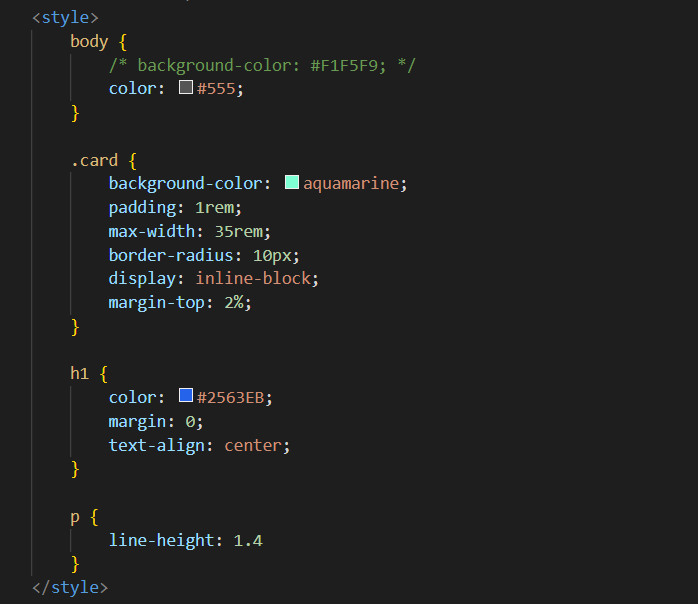 <style>
body {
/* background-color: #F1F5F9; */
color: #555;
}
.card {
background-color: aquamarine;
padding: 1rem;
max-width: 35rem;
border-radius: 10px;
display: inline-block;
margin-top: 2%;
}
h1 {
color: #2563EB;
margin: 0;
text-align: center;
}
p {
line-height: 1.4
}
</style>